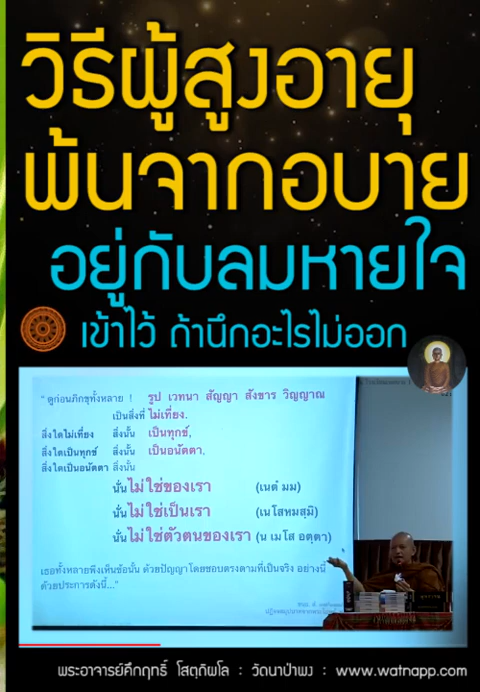 วิธีผู้สูงอายุ
พ้นจากอบาย
อยู่กับลมหายใจ
เข้าไว้ ถ้านึกอะไรไม่ออก
" ดูก่อนภิกขุทั้งหลาย ! รูป เวทนา สัญญา สังขาร วิญญาณ
เป็นสิ่งที่ ไม่เที่ยง.
สิ่งใดไม่เที่ยง สิ่งนั้น เป็นทุกข์,
สิ่งใดเป็นทุกข์ สิ่งนั้น เป็นอนัตตา,
สิ่งใดเป็นอนัตตา สิ่งนั้น
นั่นไม่ใช่ของเรา (เนตํ มม)
นั่นไม่ใช่เป็นเรา (เนโสหมสฺมิ)
นั่นไม่ใช่ตัวตนของเรา (น เมโส อตฺตา)
เธอทั้งหลายพึงเห็นข้อนั้น ด้วยปัญญาโดยชอบตรงตามที่เป็นจริง อย่างนี้
ด้วยประการดังนี้..."
พระอาจารย์คึกฤทธิ์ โสตฺถิผโล : วัดนาป่าพง : www.watnapp.com